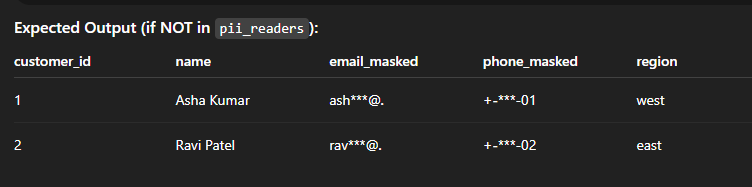 Expected Output (if NOT in pii_readers):
customer_id name email_masked phone_masked region
1 Asha Kumar ash***@. +-***-01 west
2 Ravi Patel rav***@. +-***-02 east